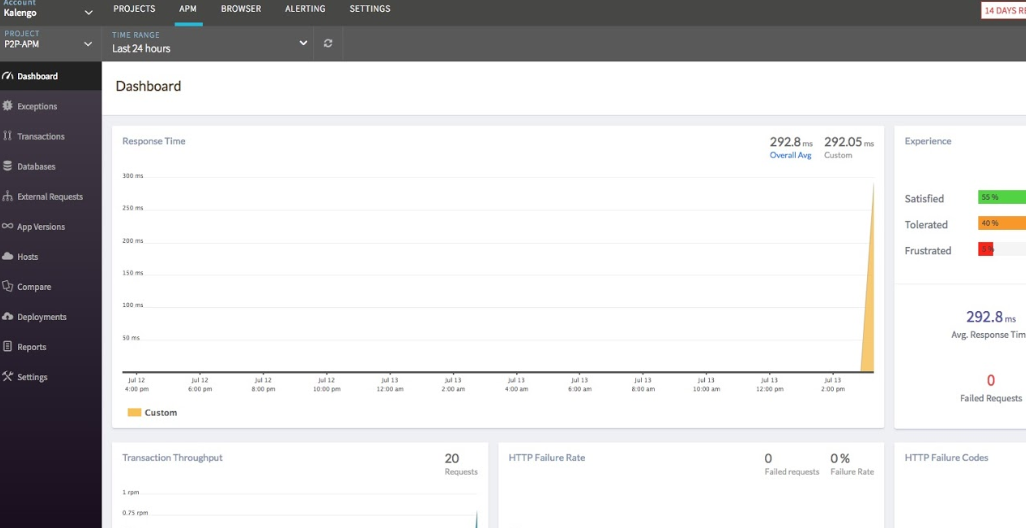 Account
Kalengo
PROJECTS APM BROWSER ALERTING SETTINGS
14 DAYS RE
PROJECT
P2P-APM
TIME RANGE
Last 24 hours
Dashboard
Exceptions
Transactions
Databases
External Requests
App Versions
Hosts
Compare
Deployments
Reports
Settings
Dashboard
Response Time
292.8 ms 292.05 ms
Overall Avg Custom
300 ms
250 ms
200 ms
150 ms
100 ms
50 ms
Jul 12 Jul 12 Jul 12 Jul 12 Jul 13 Jul 13 Jul 13 Jul 13 Jul 13 Jul 13 Jul 13 Jul 13
4:00 pm 6:00 pm 8:00 pm 10:00 pm 12:00 am 2:00 am 4:00 am 6:00 am 8:00 am 10:00 am 12:00 pm 2:00 pm
Custom
Experience
Satisfied 55 %
Tolerated 40 %
Frustrated
292.8 ms
Avg. Response Tim
0
Failed Requests
Transaction Throughput
20
Requests
1 rpm
0.75 rpm
HTTP Failure Rate
0 0 %
Failed requests Failure Rate
HTTP Failure Codes